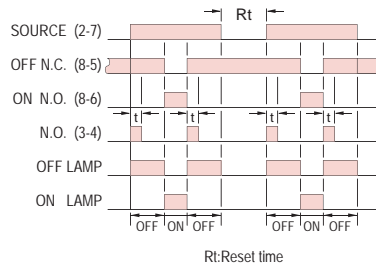 Rt
SOURCE (2-7)
OFF N.C. (8-5)
ON N.O. (8-6)
t t t t
N.O. (3-4)
OFF LAMP
ON LAMP
OFF ON OFF OFF ON OFF
Rt:Reset time